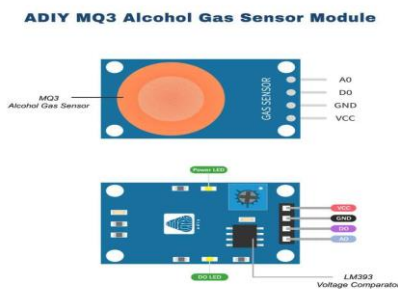 ADIY MQ3 Alcohol Gas Sensor Module
MQ3
Alcohol Gas Sensor
GAS SENSOR
A0
D0
GND
VCC
Power LED
VCC
GND
DO
AO
DO LED
LM393
Voltage Comparator